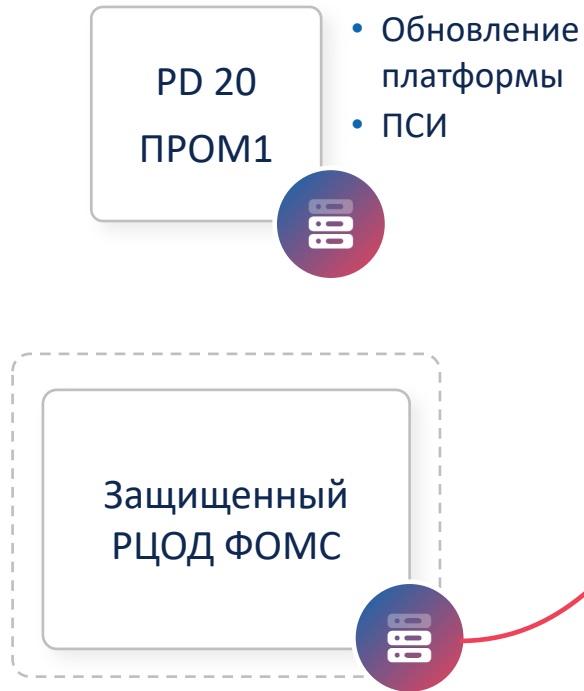 PD 20
ПРОМ1
• Обновление
платформы
• ПСИ
Защищенный
РЦОД ФОМС